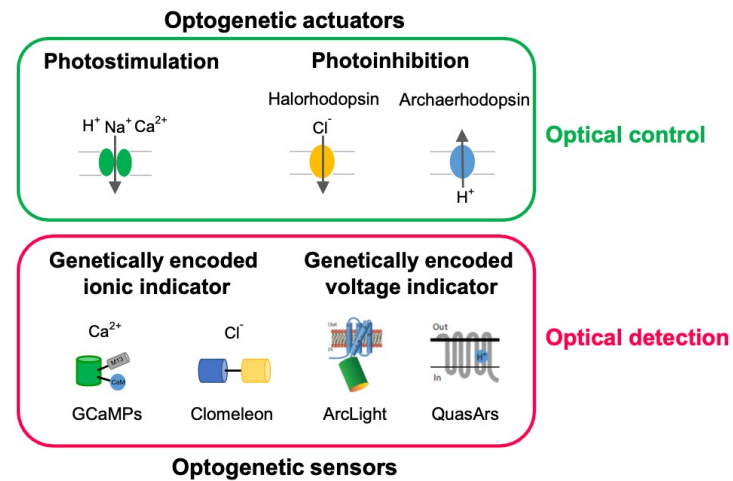 Optogenetic actuators
Photostimulation
Photoinhibition
Halorhodopsin
Archaerhodopsin
H⁺ Na⁺ Ca²⁺
Cl⁻
H⁺
Optical control
Genetically encoded
ionic indicator
Genetically encoded
voltage indicator
Ca²⁺
Cl⁻
Out
In
Out
In
H⁺
M13
CaM
Optical detection
GCaMPs
Clomeleon
ArcLight
QuasArs
Optogenetic sensors